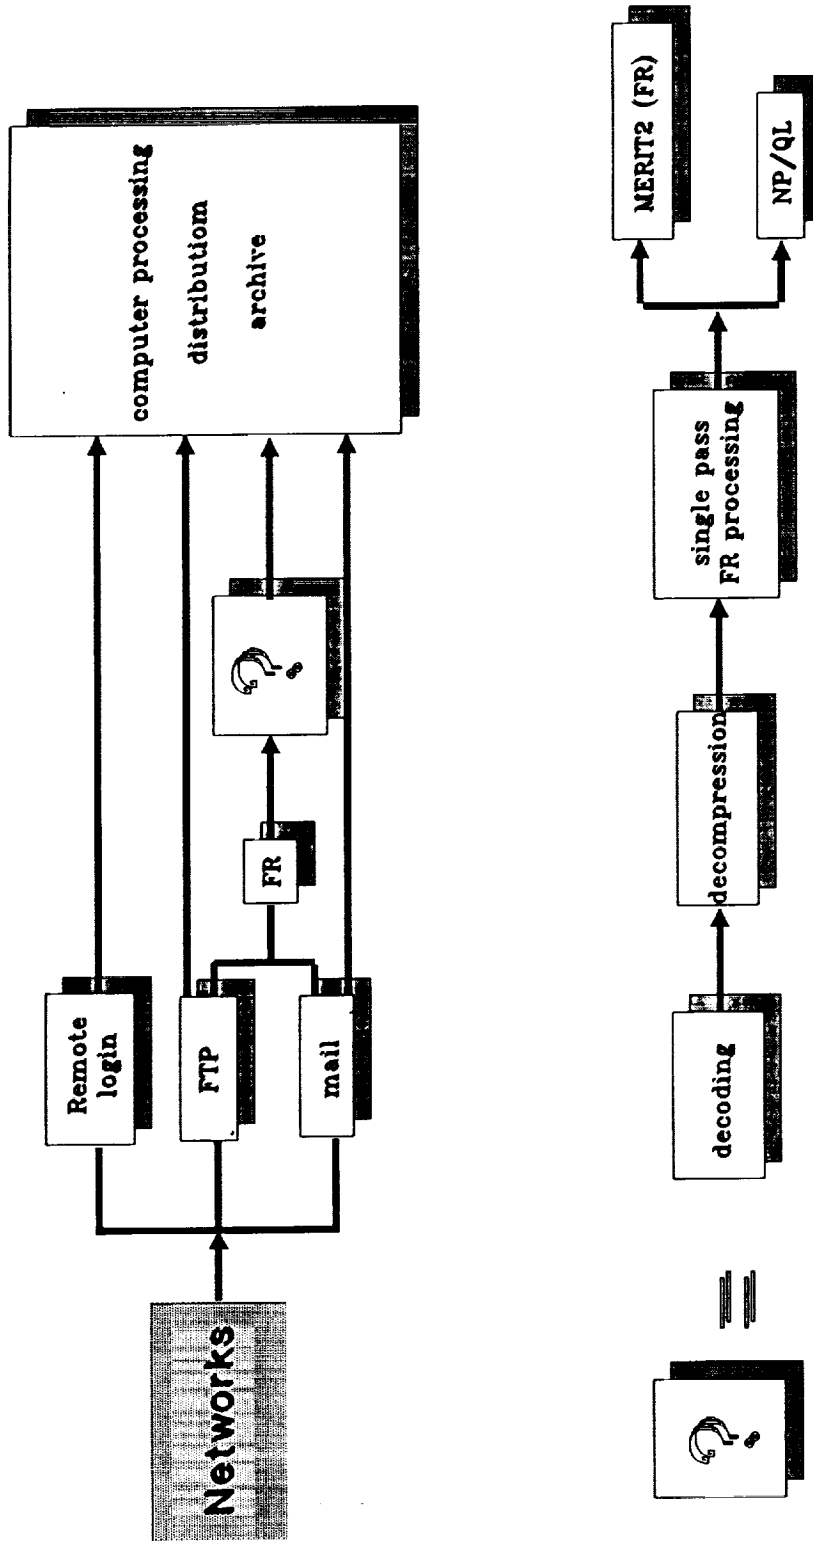 Networks
Remote
login
FTP
mail
FR
?
computer processing
distributiom
archive
?
=
decoding
decompression
single pass
FR processing
MERIT2 (FR)
NP/QL